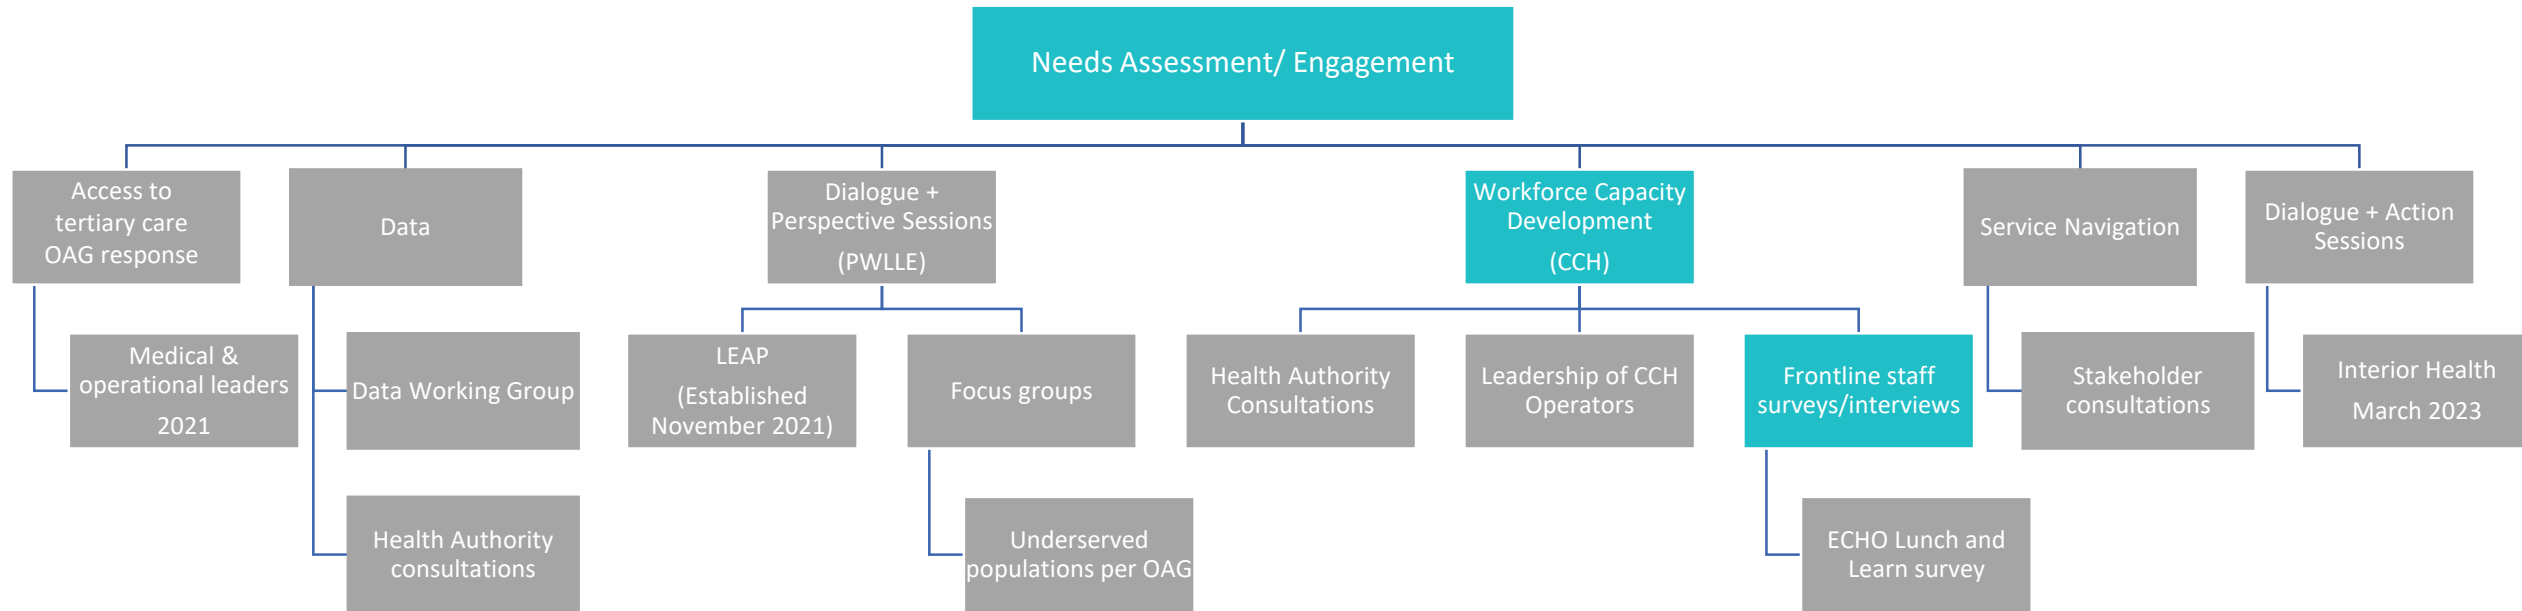 Needs Assessment/ Engagement
Access to
tertiary care
OAG response
Data
Dialogue +
Perspective Sessions
(PWLLE)
Workforce Capacity
Development
(CCH)
Service Navigation
Dialogue + Action
Sessions
Medical &
operational leaders
2021
Data Working Group
LEAP
(Established
November 2021)
Focus groups
Health Authority
Consultations
Leadership of CCH
Operators
Frontline staff
surveys/interviews
Stakeholder
consultations
Interior Health
March 2023
Health Authority
consultations
Underserved
populations per OAG
ECHO Lunch and
Learn survey